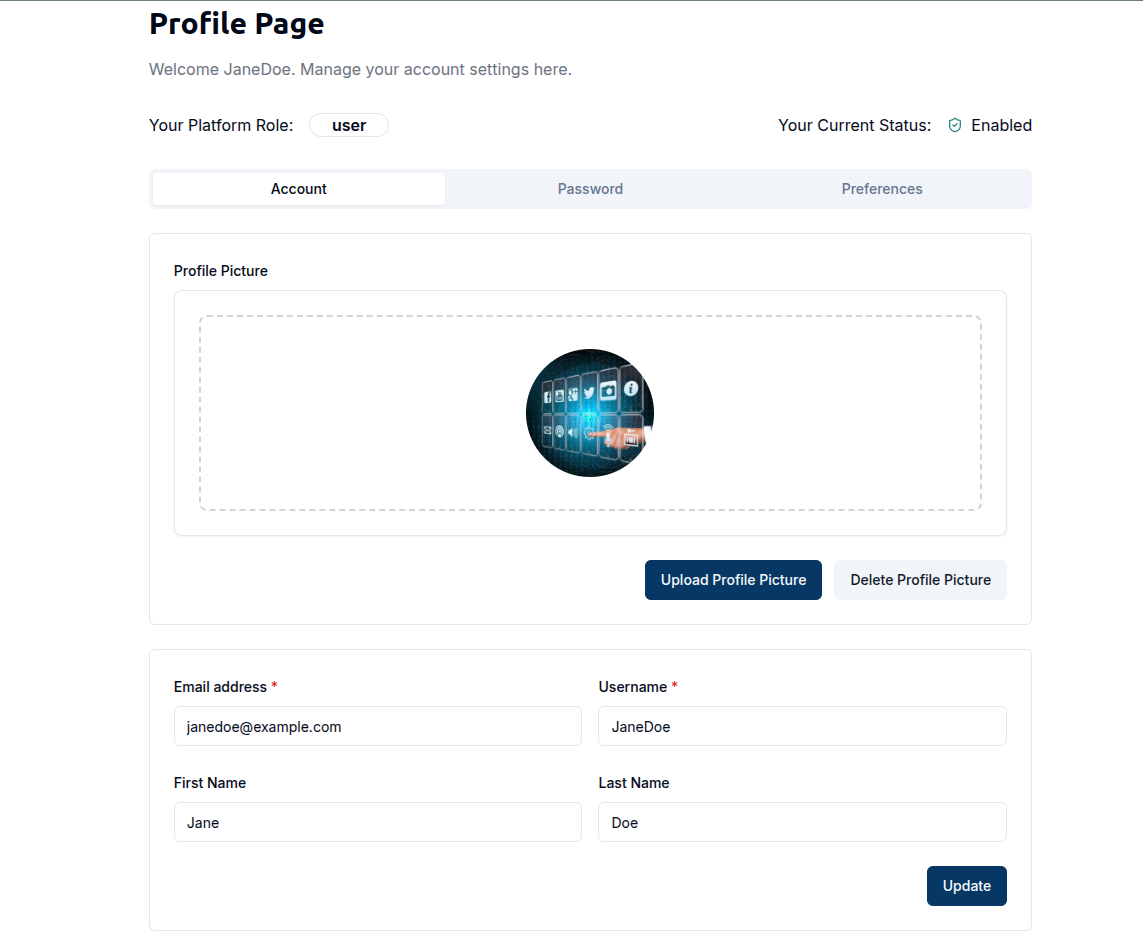 Profile Page
Welcome JaneDoe. Manage your account settings here.
Your Platform Role: user Your Current Status: Enabled
Account Password Preferences
Profile Picture
Upload Profile Picture Delete Profile Picture
Email address * Username *
janedoe@example.com JaneDoe
First Name Last Name
Jane Doe
Update